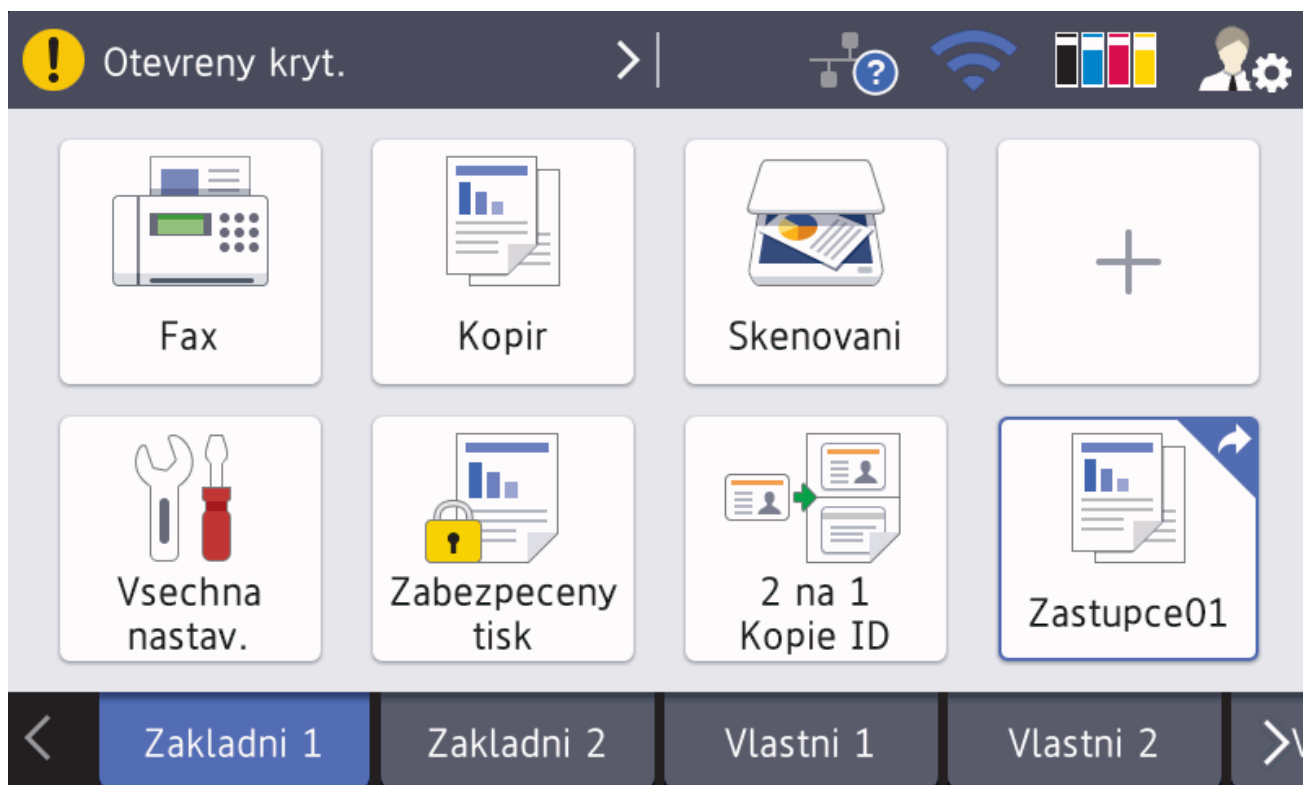 Otevreny kryt.
Fax
Kopir
Skenovani
Vsechna
nastav.
Zabezpeceny
tisk
2 na 1
Kopie ID
Zastupce01
Zakladni 1
Zakladni 2
Vlastni 1
Vlastni 2